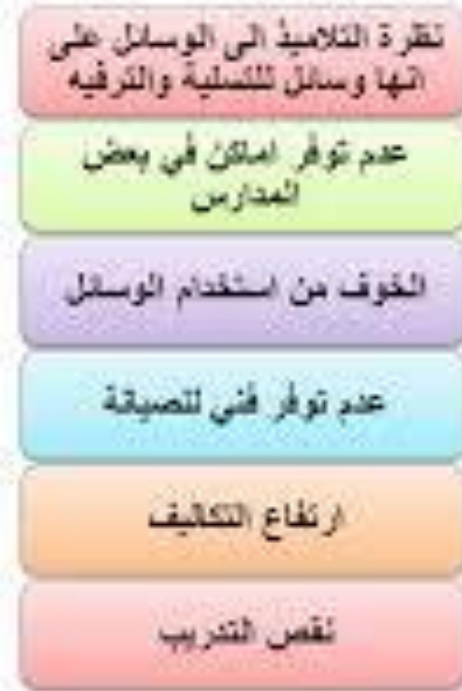 نظرة التلاميذ الى الوسائل على
انها وسائل للتسلية والترفيه
عدم توفر اماكن في بعض
المدارس
الخوف من استخدام الوسائل
عدم توفر فني للصيانة
ارتفاع التكاليف
نقص التدريب